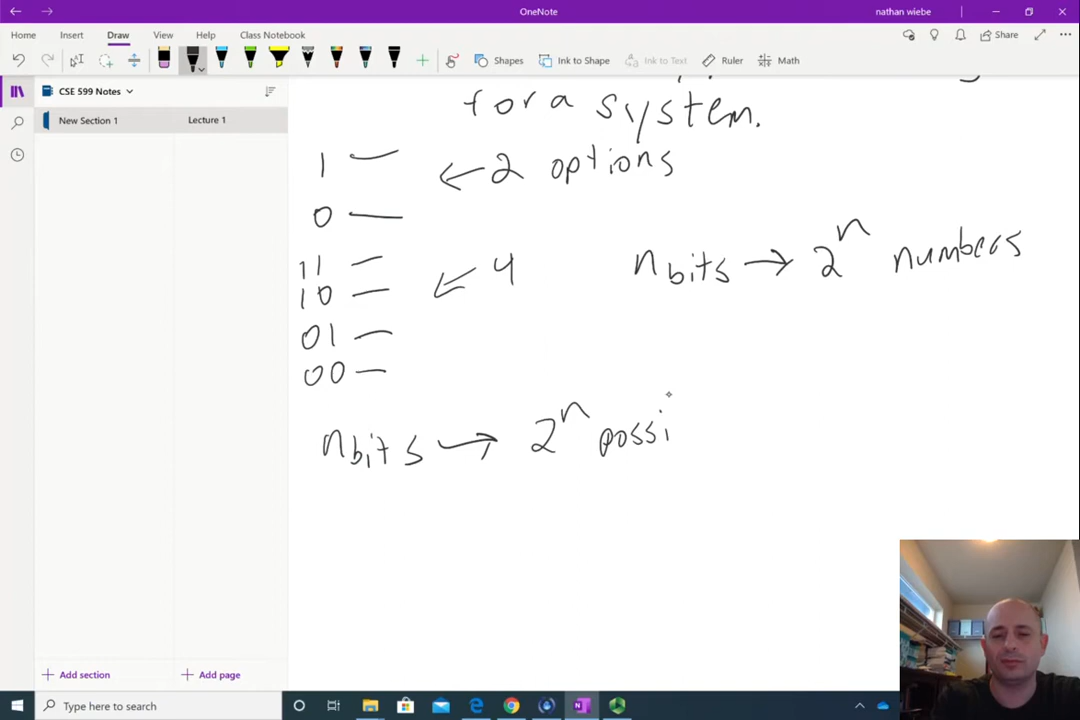 OneNote
nathan wiebe
Home Insert Draw View Help Class Notebook
Share
Shapes Ink to Shape Ink to Text Ruler Math
CSE 599 Notes
New Section 1
Lecture 1
for a system.
1
2 options
0
11
4
n bits → 2^n numbers
10
01
00
n bits → 2^n possi
Add section
Add page
Type here to search